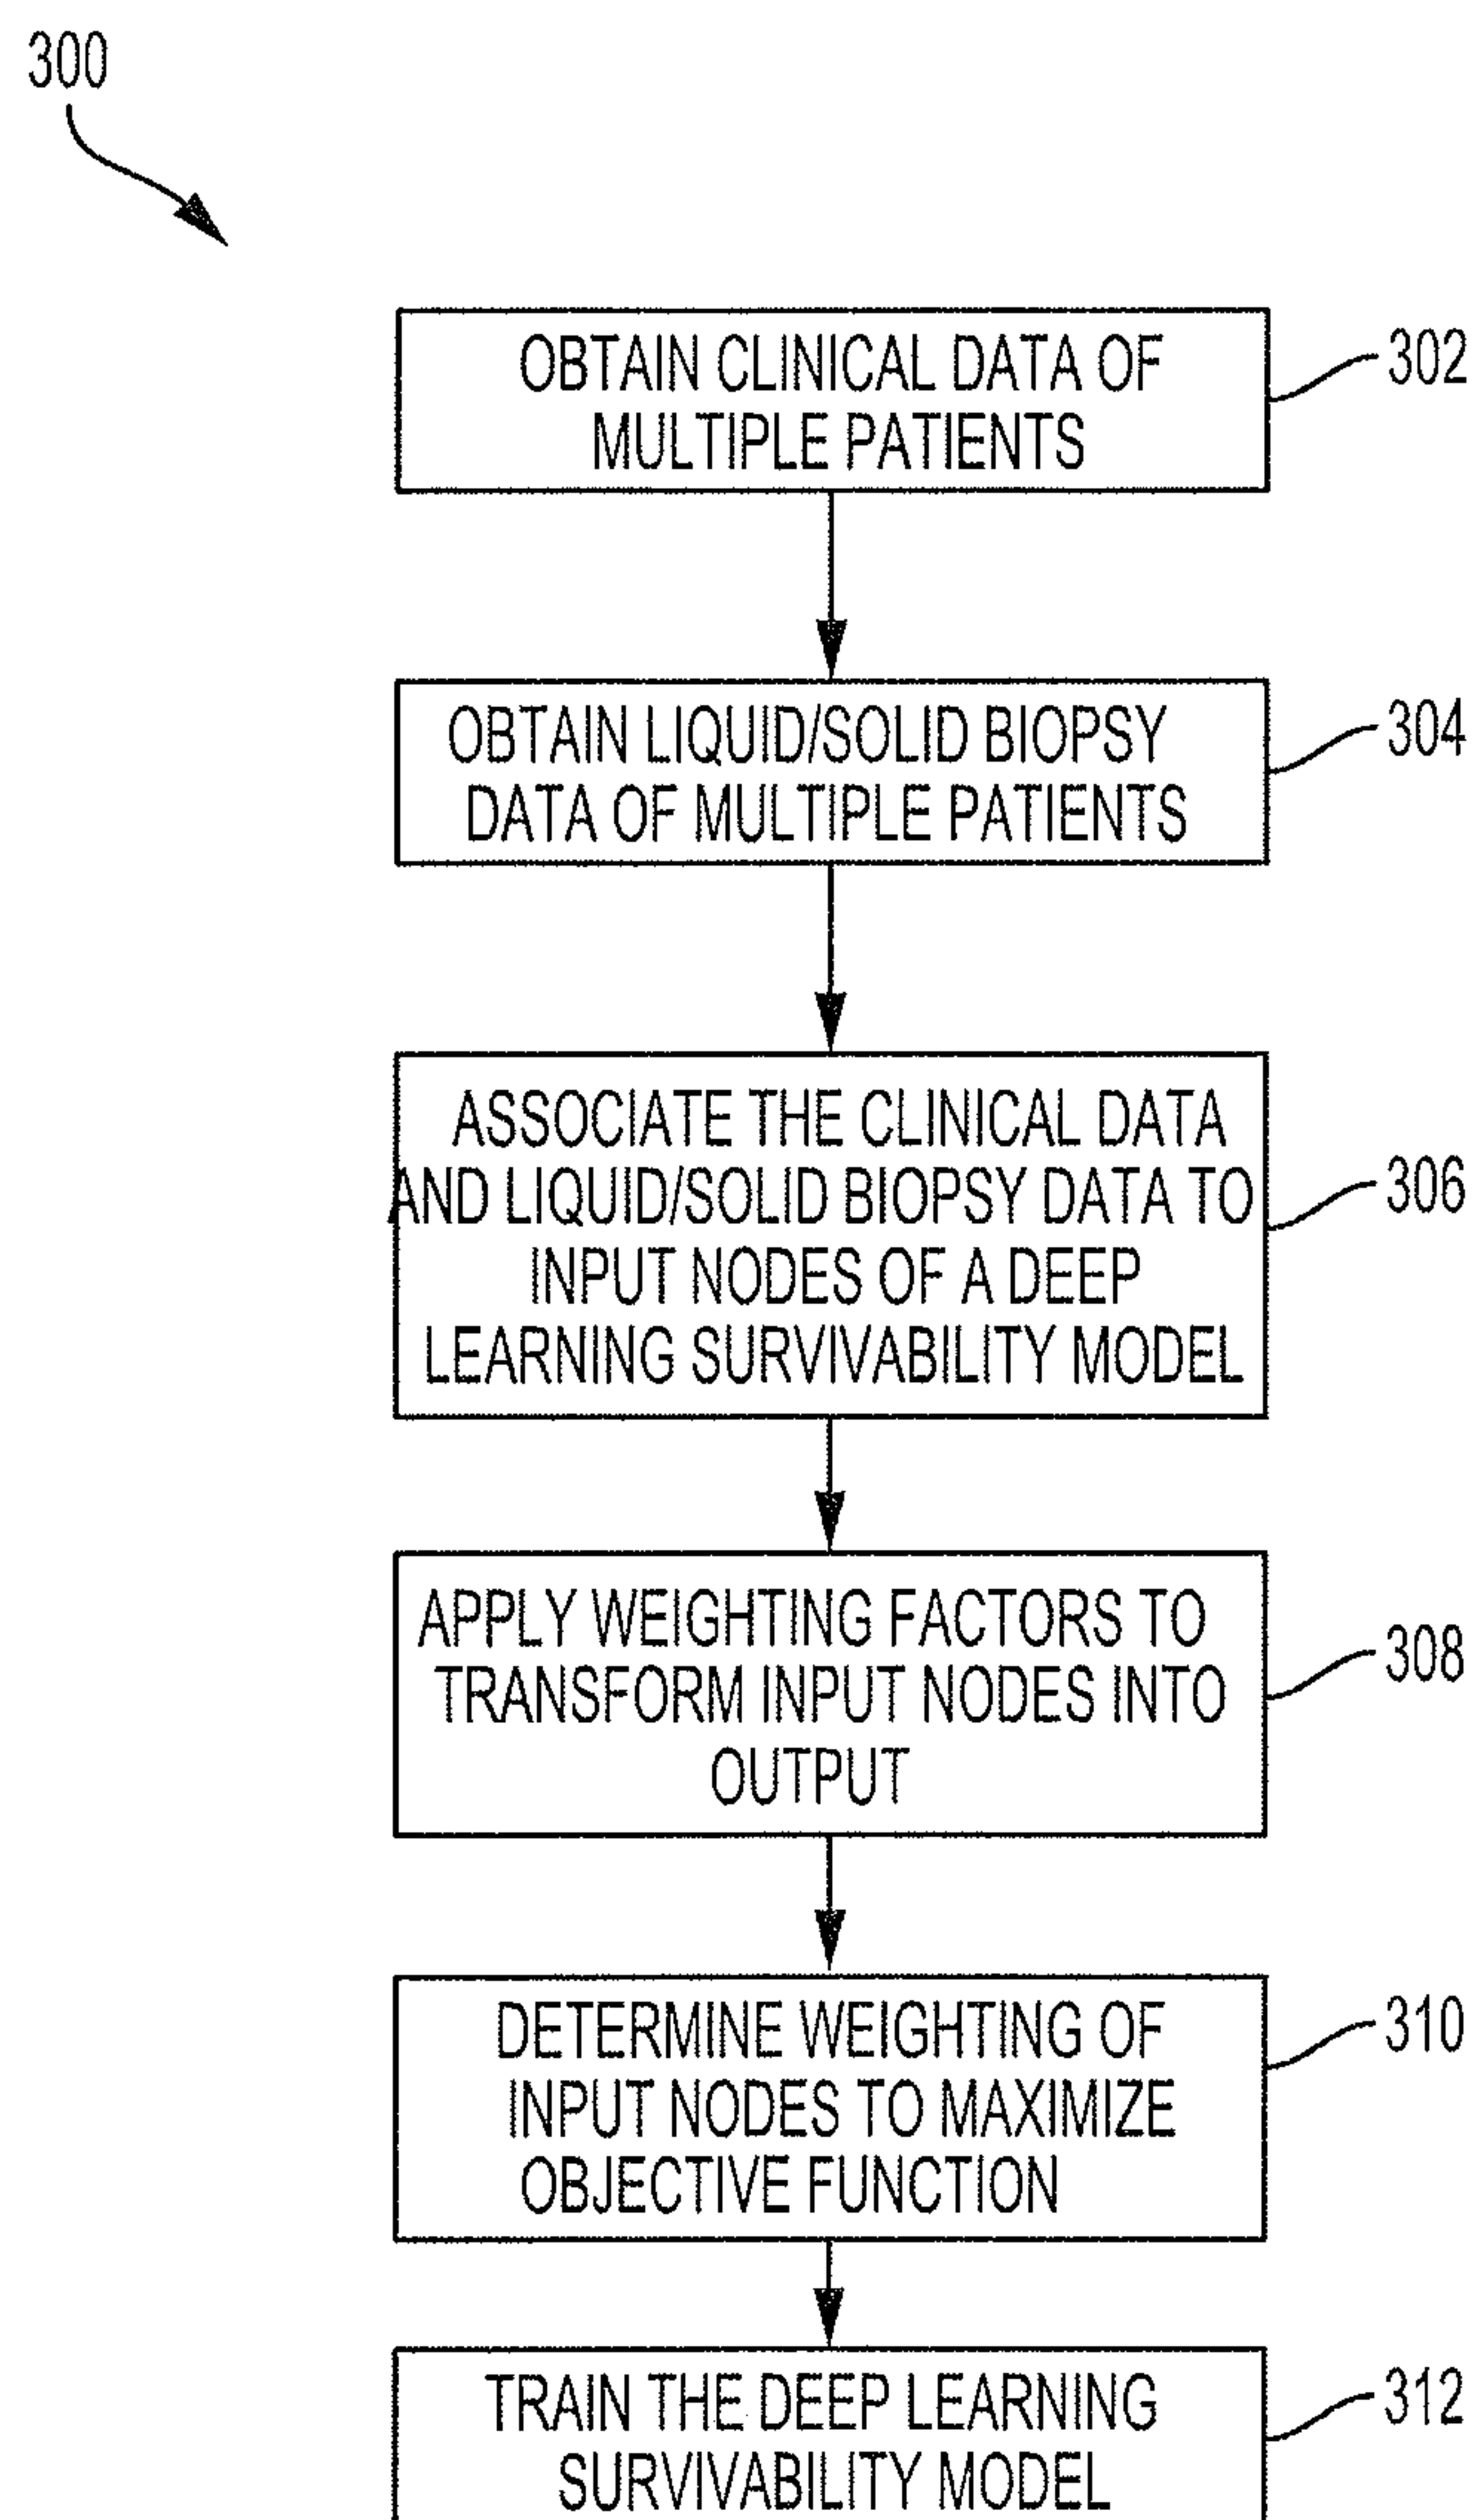 300
OBTAIN CLINICAL DATA OF
MULTIPLE PATIENTS
302
OBTAIN LIQUID/SOLID BIOPSY
DATA OF MULTIPLE PATIENTS
304
ASSOCIATE THE CLINICAL DATA
AND LIQUID/SOLID BIOPSY DATA TO
INPUT NODES OF A DEEP
LEARNING SURVIVABILITY MODEL
306
APPLY WEIGHTING FACTORS TO
TRANSFORM INPUT NODES INTO
OUTPUT
308
DETERMINE WEIGHTING OF
INPUT NODES TO MAXIMIZE
OBJECTIVE FUNCTION
310
TRAIN THE DEEP LEARNING
SURVIVABILITY MODEL
312